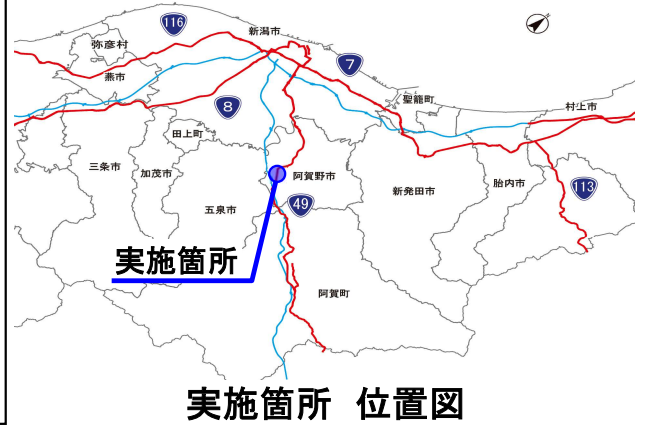 116
新潟市
弥彦村
7
燕市
聖籠町
8
村上市
田上町
三条市
加茂市
阿賀野市
新発田市
胎内市
113
五泉市
49
実施箇所
阿賀町
実施箇所 位置図